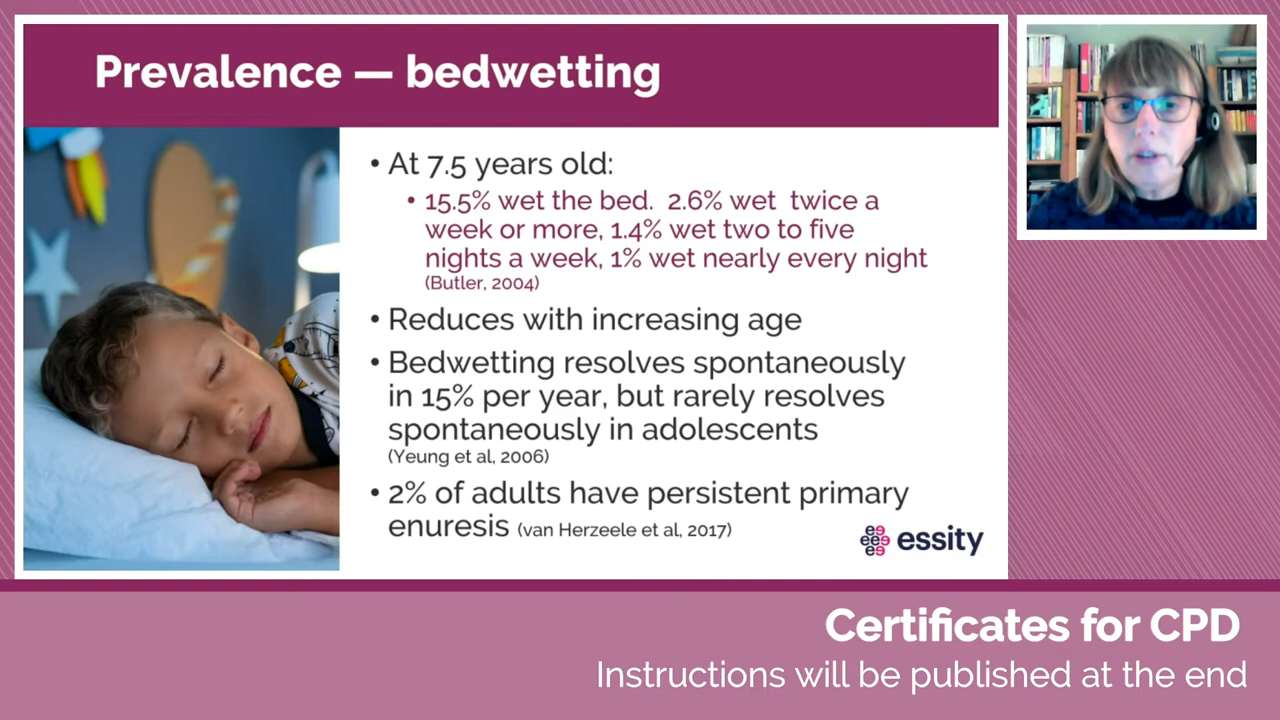 Prevalence — bedwetting
• At 7.5 years old:
• 15.5% wet the bed.  2.6% wet  twice a
week or more, 1.4% wet two to five
nights a week, 1% wet nearly every night
(Butler, 2004)
• Reduces with increasing age
• Bedwetting resolves spontaneously
in 15% per year, but rarely resolves
spontaneously in adolescents
(Yeung et al, 2006)
• 2% of adults have persistent primary
enuresis (van Herzeele et al, 2017)
essity
Certificates for CPD
Instructions will be published at the end